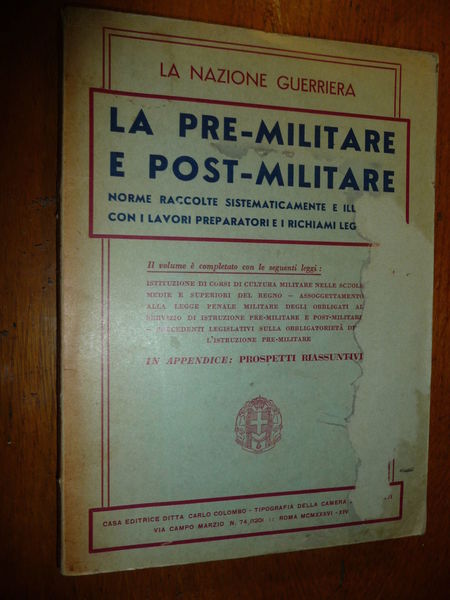 LA NAZIONE GUERRIERA
LA PRE-MILITARE
E POST-MILITARE
NORME RACCOLTE SISTEMATICAMENTE E ILL
CON I LAVORI PREPARATORI E I RICHIAMI LEG
Il volume è completato con le seguenti leggi:
ISTITUZIONE DI CORSI DI CULTURA MILITARE NELLE SCUOLE
MEDIE E SUPERIORI DEL REGNO – ASSOGGETTAMENTO
ALLA LEGGE PENALE MILITARE DEGLI OBBLIGATI AL
SERVIZIO DI ISTRUZIONE PRE-MILITARE E POST-MILITARE
– PRECEDENTI LEGISLATIVI SULLA OBBLIGATORIETÀ DEL
L'ISTRUZIONE PRE-MILITARE
IN APPENDICE: PROSPETTI RIASSUNTIVI
CASA EDITRICE DITTA CARLO COLOMBO - TIPOGRAFIA DELLA CAMERA
VIA CAMPO MARZIO N. 74, (120) :: ROMA MCMXXXVI - XIV